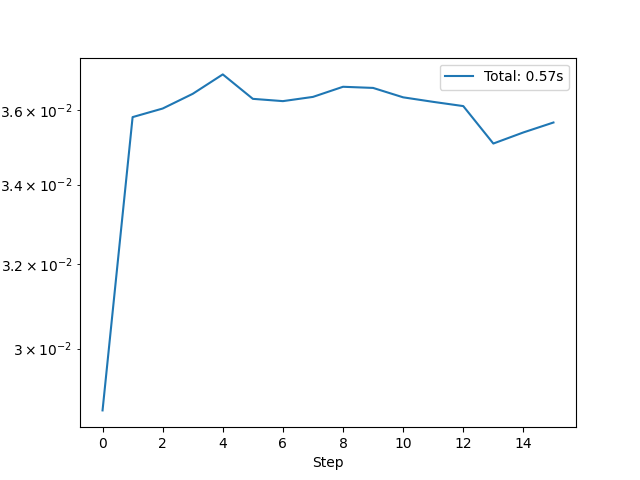 Total: 0.57s
3.6 × 10⁻²
3.4 × 10⁻²
3.2 × 10⁻²
3 × 10⁻²
0 2 4 6 8 10 12 14
Step